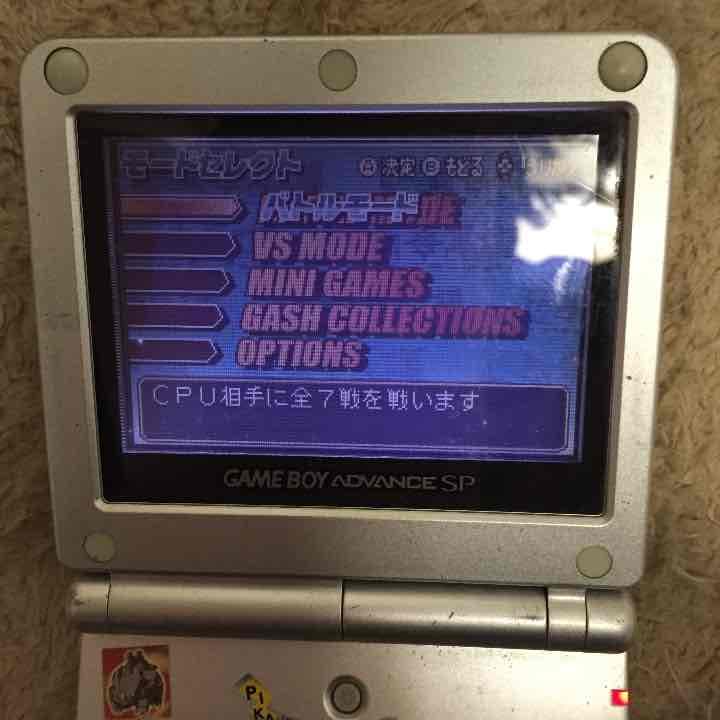 モードセレクト Ⓐ決定 Ⓑもどる
バトルモード
VS MODE
MINI GAMES
GASH COLLECTIONS
OPTIONS
CPU相手に全7戦を戦います
GAME BOY ADVANCE SP
PI
KA